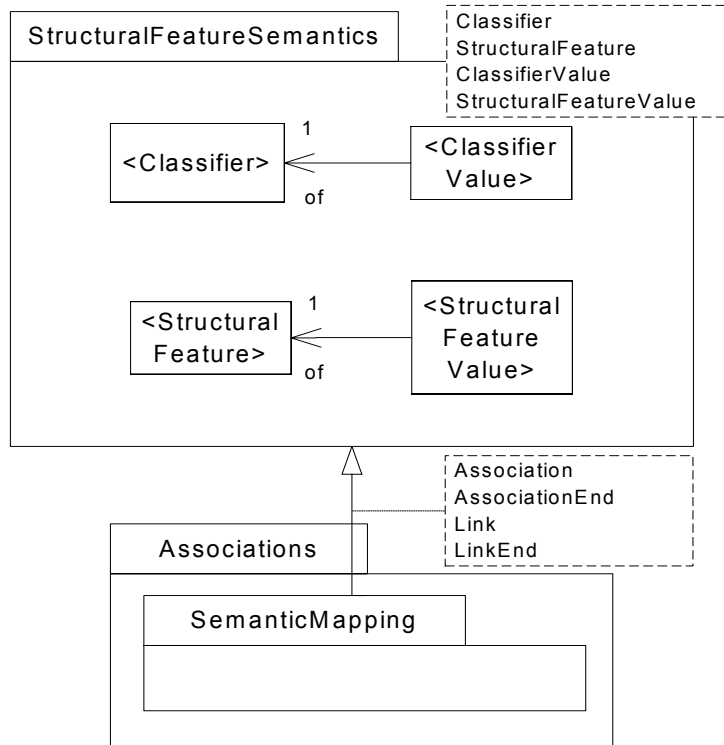 StructuralFeatureSemantics
Classifier
StructuralFeature
ClassifierValue
StructuralFeatureValue
<Classifier>
1
of
<Classifier
Value>
<Structural
Feature>
1
of
<Structural
Feature
Value>
Association
AssociationEnd
Link
LinkEnd
Associations
SemanticMapping